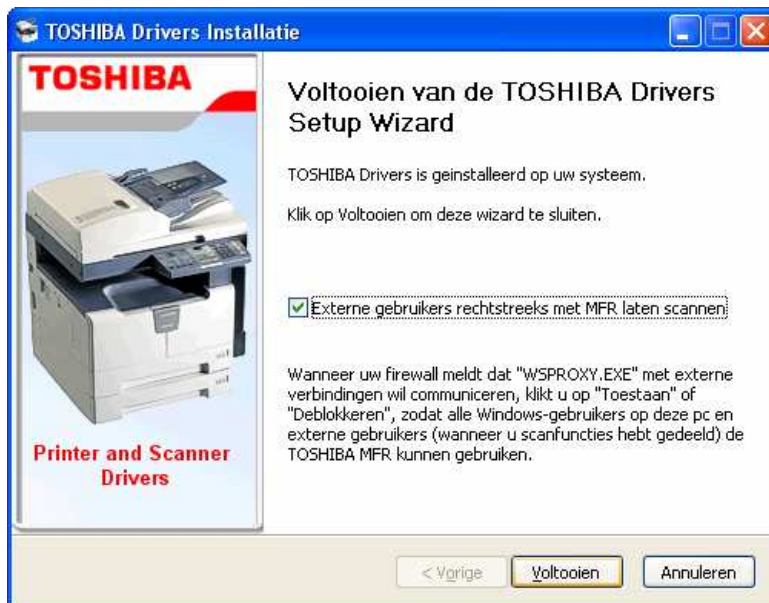 TOSHIBA Drivers Installatie
TOSHIBA
Voltooien van de TOSHIBA Drivers
Setup Wizard
TOSHIBA Drivers is geinstalleerd op uw systeem.
Klik op Voltooien om deze wizard te sluiten.
Externe gebruikers rechtstreeks met MFR laten scannen
Wanneer uw firewall meldt dat "WSPROXY.EXE" met externe
verbindingen wil communiceren, klikt u op "Toestaan" of
"Deblokkeren", zodat alle Windows-gebruikers op deze pc en
externe gebruikers (wanneer u scanfuncties hebt gedeeld) de
TOSHIBA MFR kunnen gebruiken.
Printer and Scanner
Drivers
< Vorige
Voltooien
Annuleren